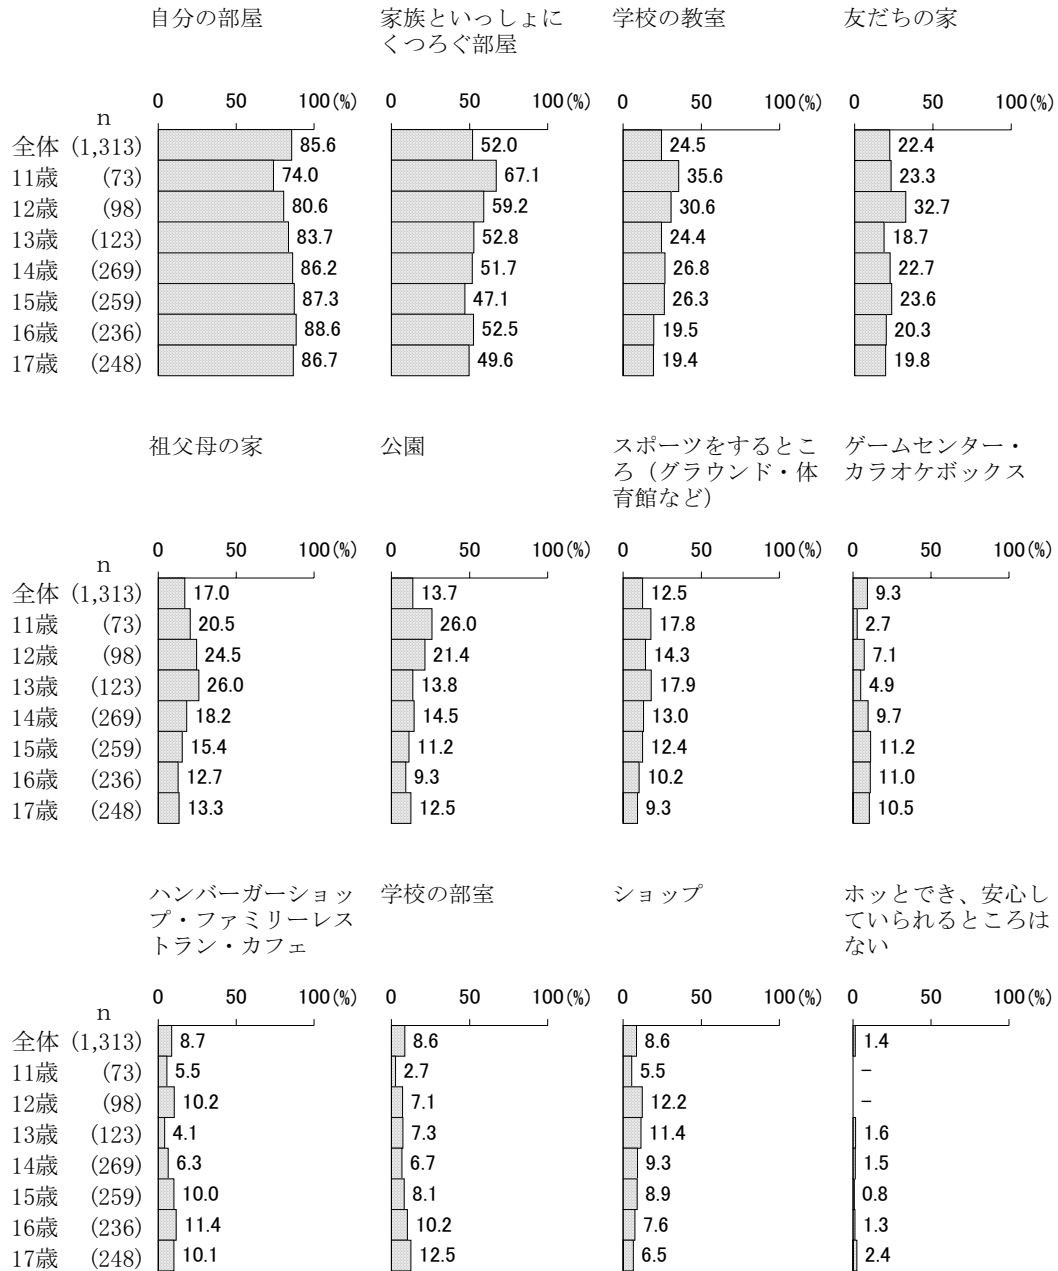 自分の部屋 家族といっしょに 学校の教室 友だちの家
くつろぐ部屋
0 50 100(%) 0 50 100(%) 0 50 100(%) 0 50 100(%)
n
全体 (1,313) 85.6 52.0 24.5 22.4
11歳 (73) 74.0 67.1 35.6 23.3
12歳 (98) 80.6 59.2 30.6 32.7
13歳 (123) 83.7 52.8 24.4 18.7
14歳 (269) 86.2 51.7 26.8 22.7
15歳 (259) 87.3 47.1 26.3 23.6
16歳 (236) 88.6 52.5 19.5 20.3
17歳 (248) 86.7 49.6 19.4 19.8
祖父母の家 公園 スポーツをするとこ ゲームセンター・
ろ（グラウンド・体 カラオケボックス
育館など）
0 50 100(%) 0 50 100(%) 0 50 100(%) 0 50 100(%)
n
全体 (1,313) 17.0 13.7 12.5 9.3
11歳 (73) 20.5 26.0 17.8 2.7
12歳 (98) 24.5 21.4 14.3 7.1
13歳 (123) 26.0 13.8 17.9 4.9
14歳 (269) 18.2 14.5 13.0 9.7
15歳 (259) 15.4 11.2 12.4 11.2
16歳 (236) 12.7 9.3 10.2 11.0
17歳 (248) 13.3 12.5 9.3 10.5
ハンバーガーショッ 学校の部室 ショップ ホッとでき、安心し
プ・ファミリーレス ていられるところは
トラン・カフェ ない
0 50 100(%) 0 50 100(%) 0 50 100(%) 0 50 100(%)
n
全体 (1,313) 8.7 8.6 8.6 1.4
11歳 (73) 5.5 2.7 5.5 −
12歳 (98) 10.2 7.1 12.2 −
13歳 (123) 4.1 7.3 11.4 1.6
14歳 (269) 6.3 6.7 9.3 1.5
15歳 (259) 10.0 8.1 8.9 0.8
16歳 (236) 11.4 10.2 7.6 1.3
17歳 (248) 10.1 12.5 6.5 2.4